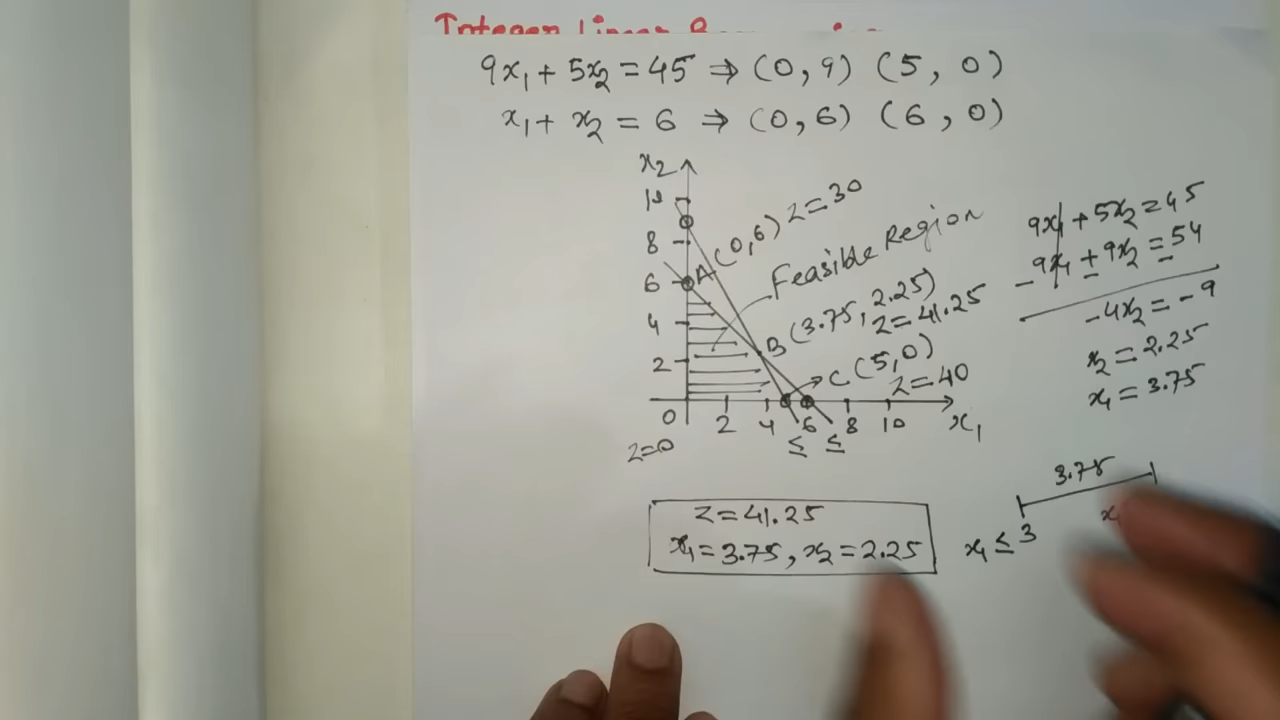 9x₁ + 5x₂ = 45 ⇒ (0, 9) (5, 0)
x₁ + x₂ = 6 ⇒ (0, 6) (6, 0)
x₂
10
8
6
4
2
0
2 4 6 8 10
x₁
≤ ≤
Z=0
A (0,6) Z=30
Feasible Region
B (3.75, 2.25)
Z=41.25
C (5,0)
Z=40
9x₁ + 5x₂ = 45
- 9x₁ + 9x₂ = 54
-4x₂ = -9
x₂ = 2.25
x₁ = 3.75
3.75
x₁ ≤ 3
Z=41.25
x₁ = 3.75, x₂ = 2.25